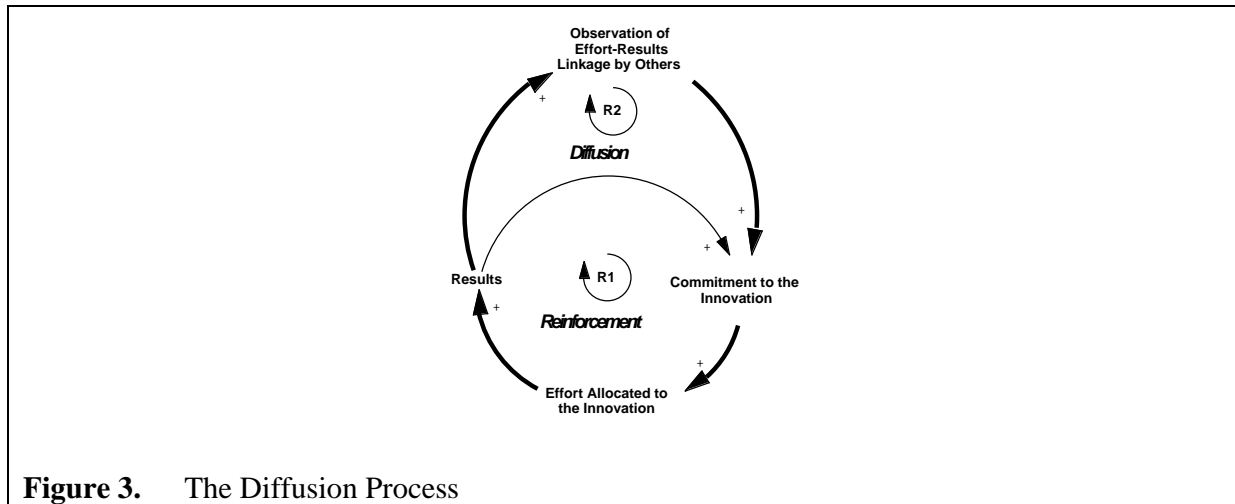 Observation of
Effort-Results
Linkage by Others
+
R2
Diffusion
+
+
Results
R1
Commitment to the
Innovation
+
Reinforcement
+
Effort Allocated to
the Innovation
Figure 3. The Diffusion Process